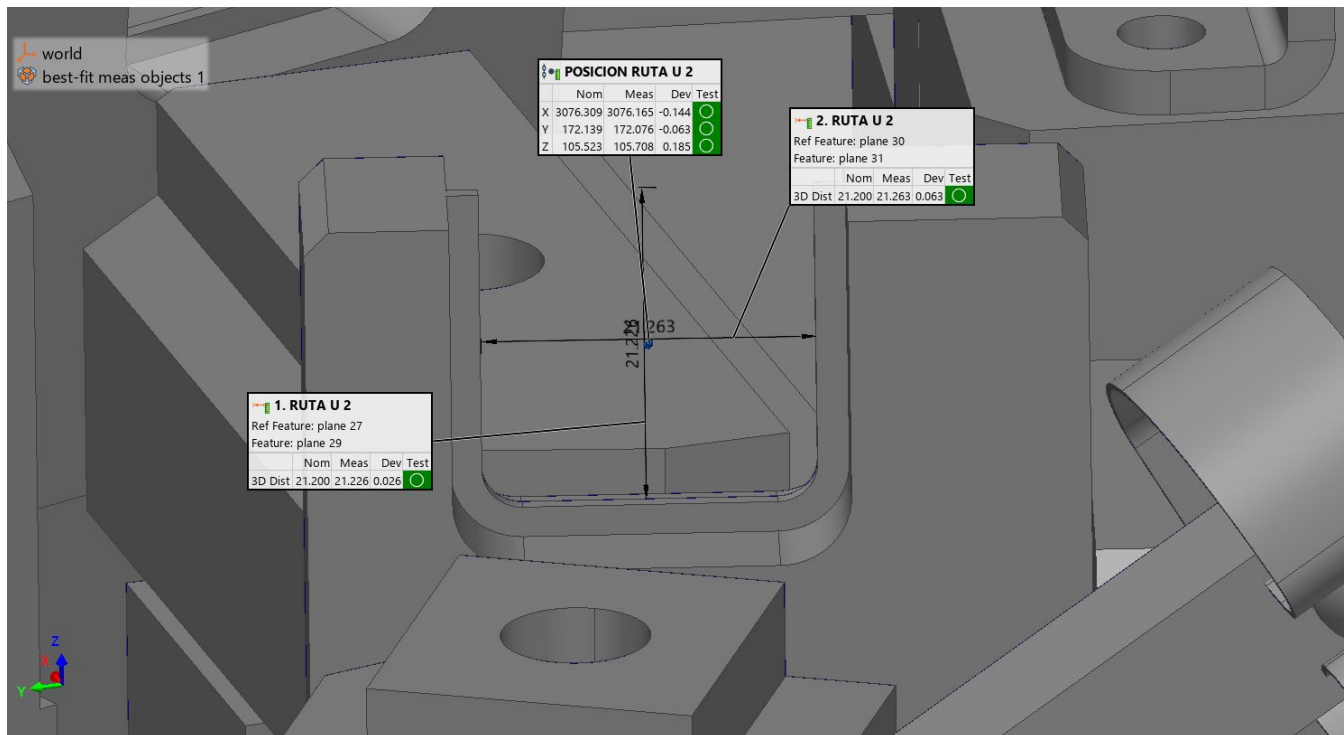 world
best-fit meas objects 1
POSICION RUTA U 2
Nom Meas Dev Test
X 3076.309 3076.165 -0.144
Y 172.139 172.076 -0.063
Z 105.523 105.708 0.185
2. RUTA U 2
Ref Feature: plane 30
Feature: plane 31
Nom Meas Dev Test
3D Dist 21.200 21.263 0.063
21.263
21.226
1. RUTA U 2
Ref Feature: plane 27
Feature: plane 29
Nom Meas Dev Test
3D Dist 21.200 21.226 0.026
Z
X
Y